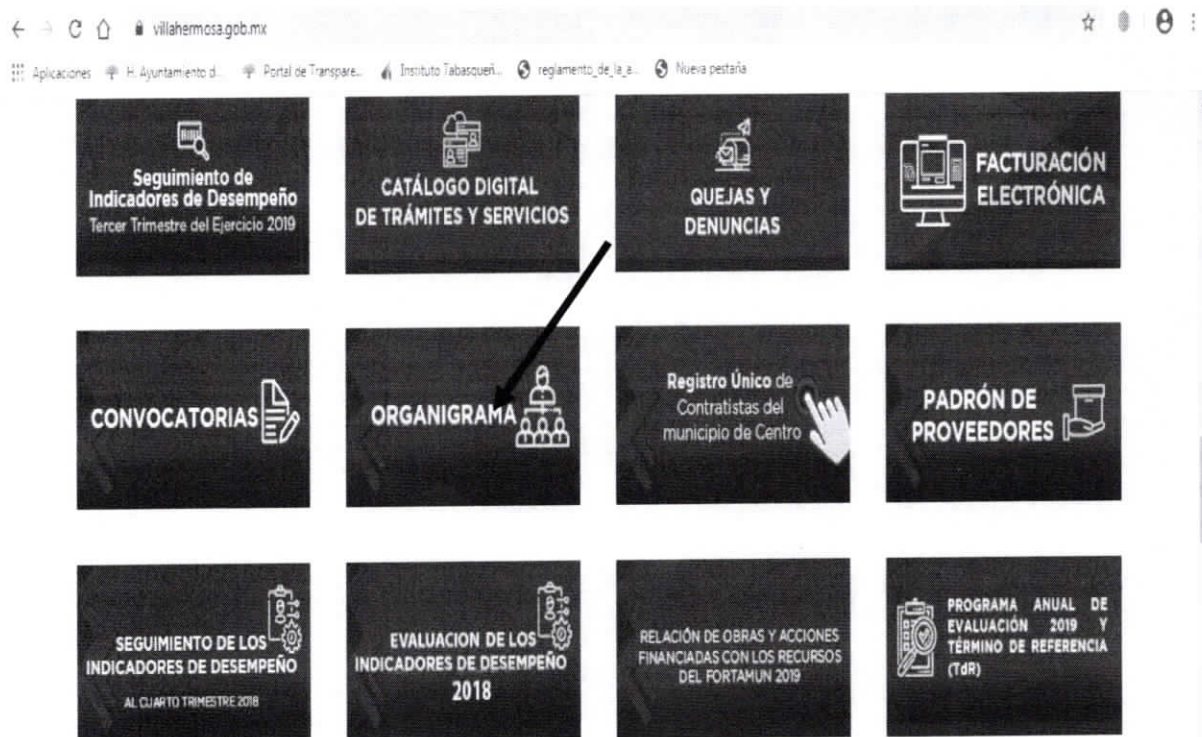 villahermosa.gob.mx
Aplicaciones H. Ayuntamiento d... Portal de Transpare... Instituto Tabasqueñ... reglamento_de_la_a... Nueva pestaña
Seguimiento de
Indicadores de Desempeño
Tercer Trimestre del Ejercicio 2019
CATÁLOGO DIGITAL
DE TRÁMITES Y SERVICIOS
QUEJAS Y
DENUNCIAS
FACTURACIÓN
ELECTRÓNICA
CONVOCATORIAS
ORGANIGRAMA
Registro Único de
Contratistas del
municipio de Centro
PADRÓN DE
PROVEEDORES
SEGUIMIENTO DE LOS
INDICADORES DE DESEMPEÑO
AL CUARTO TRIMESTRE 2018
EVALUACION DE LOS
INDICADORES DE DESEMPEÑO
2018
RELACIÓN DE OBRAS Y ACCIONES
FINANCIADAS CON LOS RECURSOS
DEL FORTAMUN 2019
PROGRAMA ANUAL DE
EVALUACIÓN 2019 Y
TÉRMINO DE REFERENCIA
(TdR)